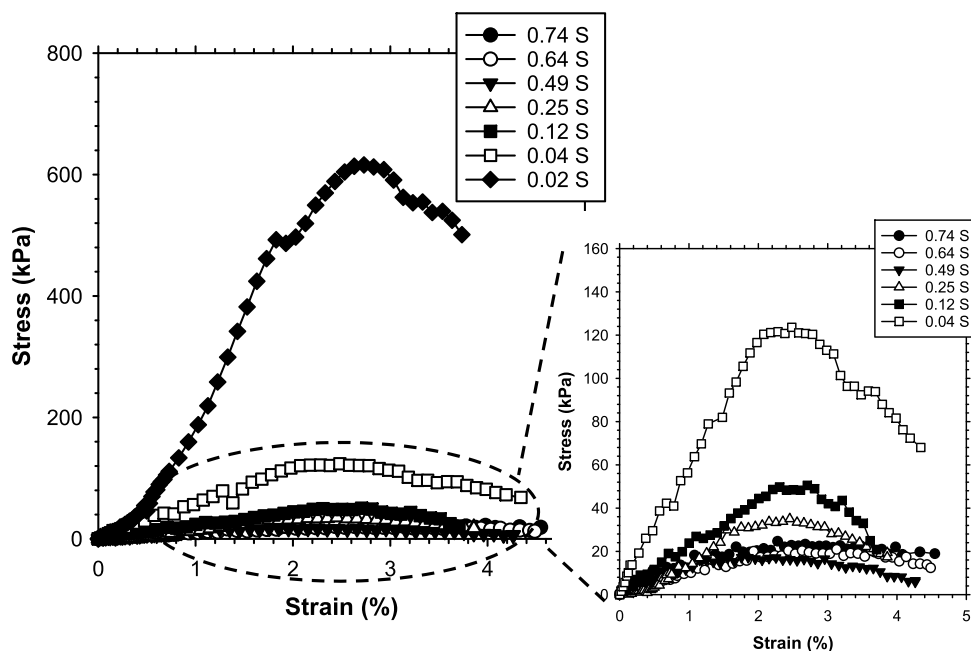 0.74 S
0.64 S
0.49 S
0.25 S
0.12 S
0.04 S
0.02 S
800
600
400
200
0
Stress (kPa)
0 1 2 3 4
Strain (%)
0.74 S
0.64 S
0.49 S
0.25 S
0.12 S
0.04 S
160
140
120
100
80
60
40
20
0
Stress (kPa)
0 1 2 3 4 5
Strain (%)